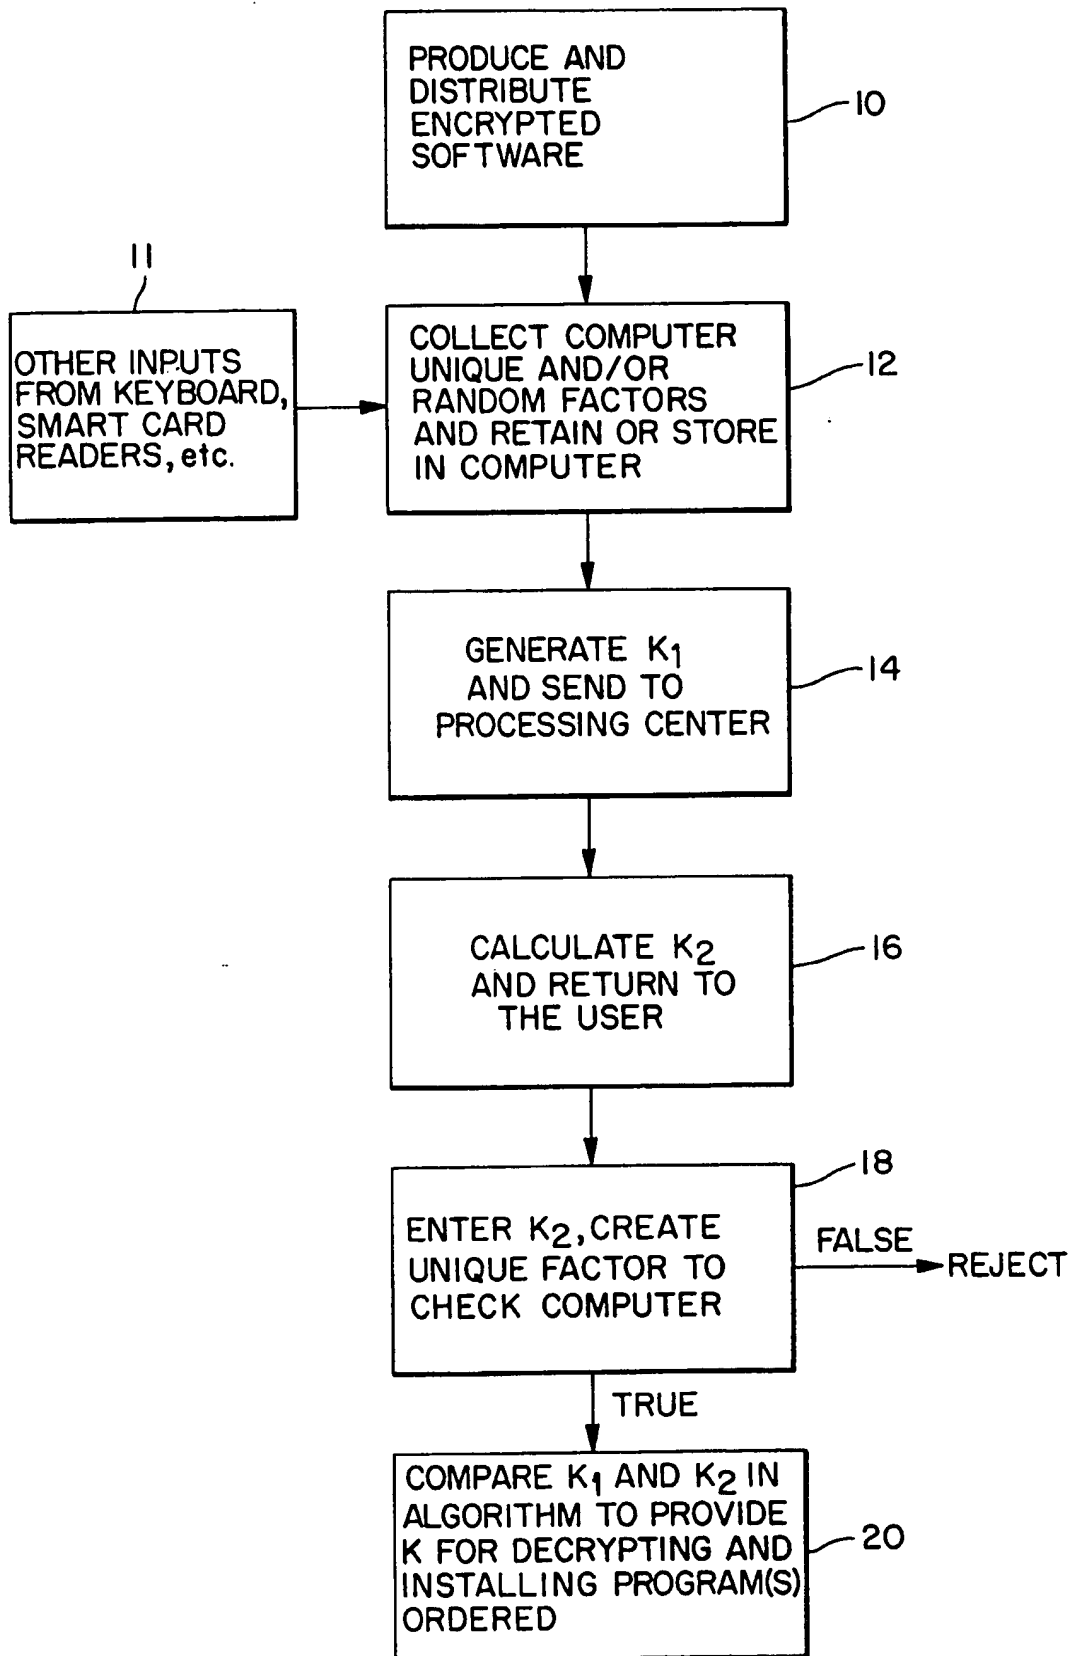 PRODUCE AND
DISTRIBUTE
ENCRYPTED
SOFTWARE
10
11
OTHER INPUTS
FROM KEYBOARD,
SMART CARD
READERS, etc.
COLLECT COMPUTER
UNIQUE AND/OR
RANDOM FACTORS
AND RETAIN OR STORE
IN COMPUTER
12
GENERATE K1
AND SEND TO
PROCESSING CENTER
14
CALCULATE K2
AND RETURN TO
THE USER
16
18
ENTER K2, CREATE
UNIQUE FACTOR TO
CHECK COMPUTER
FALSE
REJECT
TRUE
COMPARE K1 AND K2 IN
ALGORITHM TO PROVIDE
K FOR DECRYPTING AND
INSTALLING PROGRAM(S)
ORDERED
20